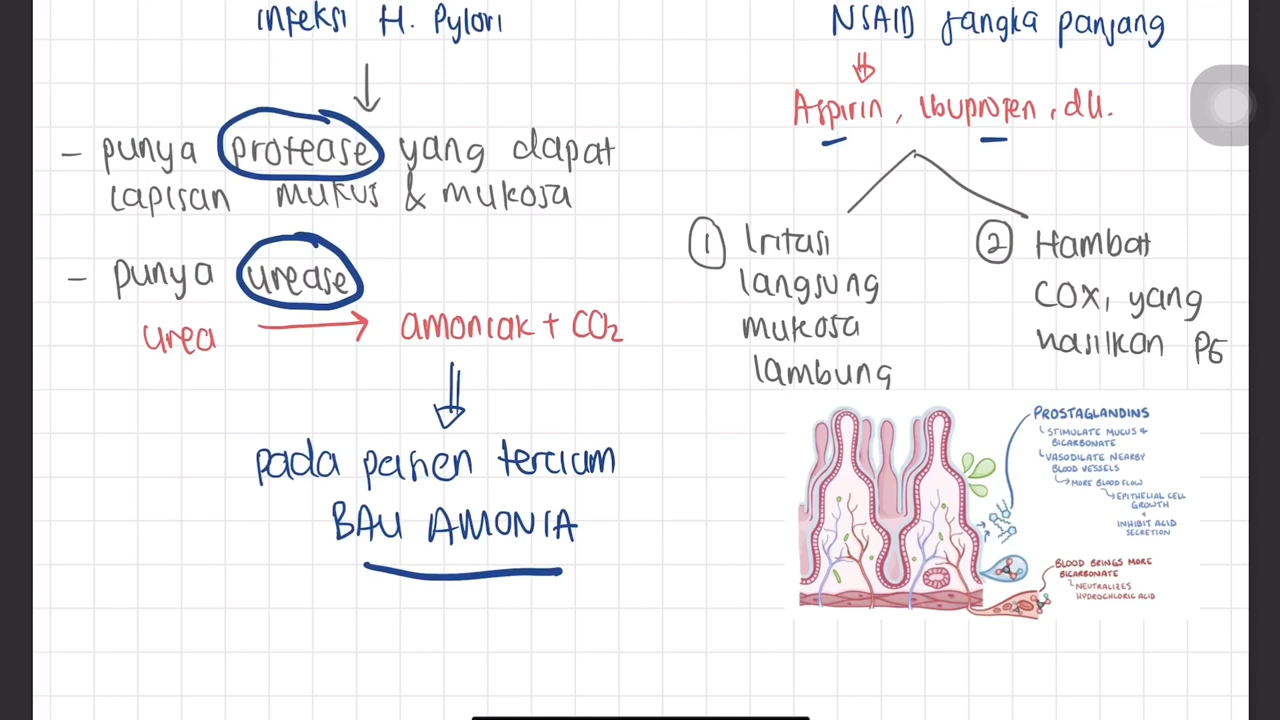 infeksi H. Pylori
- punya protease yang dapat
lapisan mukus & mukosa
- punya urease
urea → amoniak + CO2
pada pasien tercium
BAU AMONIA
NSAID jangka panjang
Aspirin, Ibuprofen, dll.
1 Iritasi
langsung
mukosa
lambung
2 Hambat
COX, yang
hasilkan PG
PROSTAGLANDINS
STIMULATE MUCUS &
BICARBONATE
VASODILATE NEARBY
BLOOD VESSELS
MORE BLOOD FLOW
EPITHELIAL CELL
GROWTH
+
INHIBIT ACID
SECRETION
BLOOD BRINGS MORE
BICARBONATE
NEUTRALIZES
HYDROCHLORIC ACID